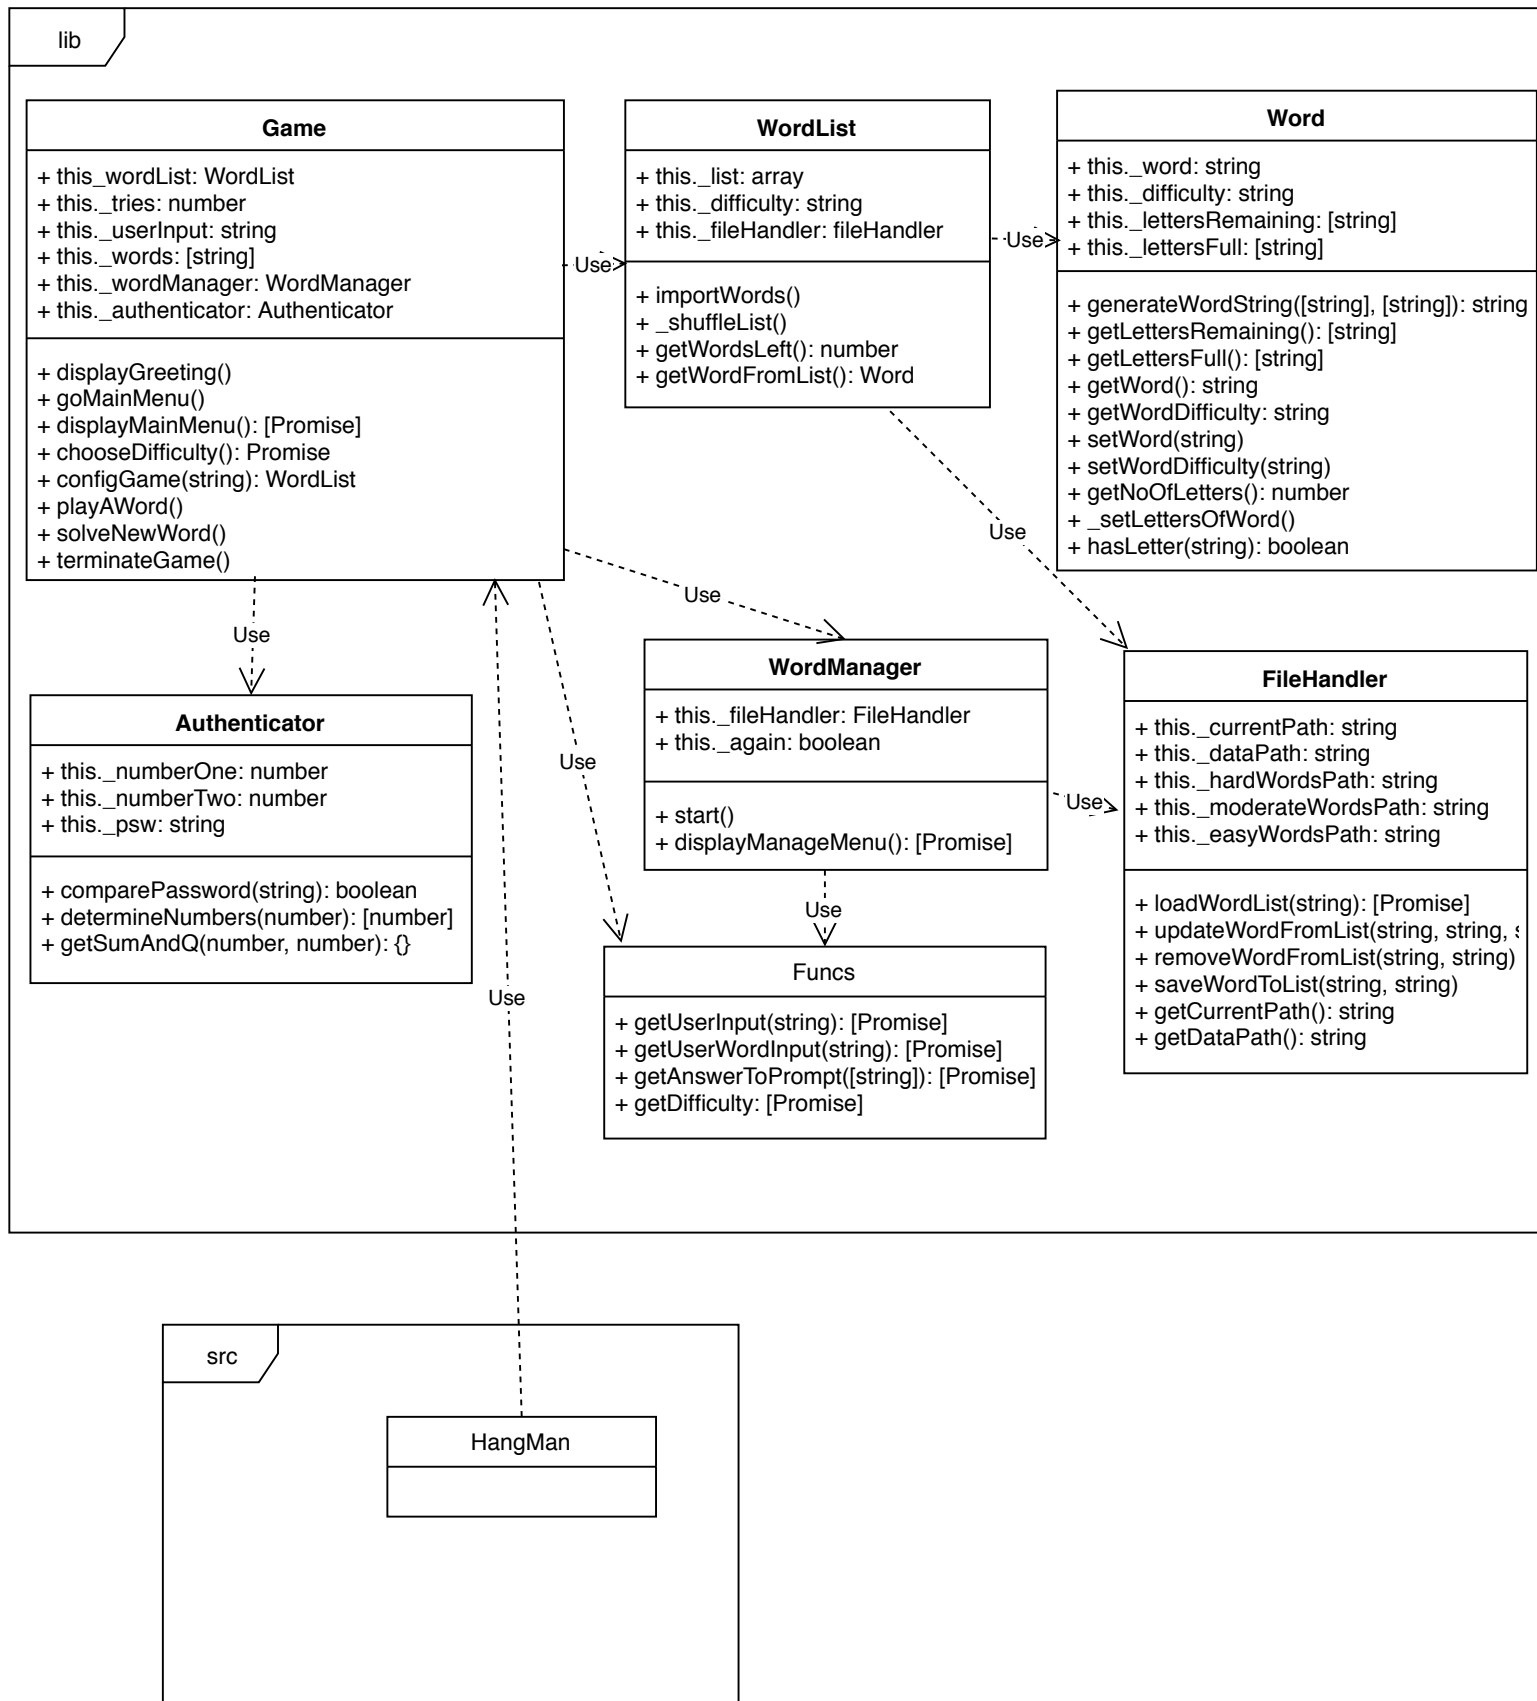 lib
Game
+ this_wordList: WordList
+ this._tries: number
+ this._userInput: string
+ this._words: [string]
+ this._wordManager: WordManager
+ this._authenticator: Authenticator
+ displayGreeting()
+ goMainMenu()
+ displayMainMenu(): [Promise]
+ chooseDifficulty(): Promise
+ configGame(string): WordList
+ playAWord()
+ solveNewWord()
+ terminateGame()
Use
WordList
+ this._list: array
+ this._difficulty: string
+ this._fileHandler: fileHandler
+ importWords()
+ _shuffleList()
+ getWordsLeft(): number
+ getWordFromList(): Word
Use
Word
+ this._word: string
+ this._difficulty: string
+ this._lettersRemaining: [string]
+ this._lettersFull: [string]
+ generateWordString([string], [string]): string
+ getLettersRemaining(): [string]
+ getLettersFull(): [string]
+ getWord(): string
+ getWordDifficulty: string
+ setWord(string)
+ setWordDifficulty(string)
+ getNoOfLetters(): number
+ _setLettersOfWord()
+ hasLetter(string): boolean
Use
Use
Use
Authenticator
+ this._numberOne: number
+ this._numberTwo: number
+ this._psw: string
+ comparePassword(string): boolean
+ determineNumbers(number): [number]
+ getSumAndQ(number, number): {}
Use
Use
WordManager
+ this._fileHandler: FileHandler
+ this._again: boolean
+ start()
+ displayManageMenu(): [Promise]
Use
Use
FileHandler
+ this._currentPath: string
+ this._dataPath: string
+ this._hardWordsPath: string
+ this._moderateWordsPath: string
+ this._easyWordsPath: string
+ loadWordList(string): [Promise]
+ updateWordFromList(string, string,
+ removeWordFromList(string, string)
+ saveWordToList(string, string)
+ getCurrentPath(): string
+ getDataPath(): string
Funcs
+ getUserInput(string): [Promise]
+ getUserWordInput(string): [Promise]
+ getAnswerToPrompt([string]): [Promise]
+ getDifficulty: [Promise]
src
HangMan